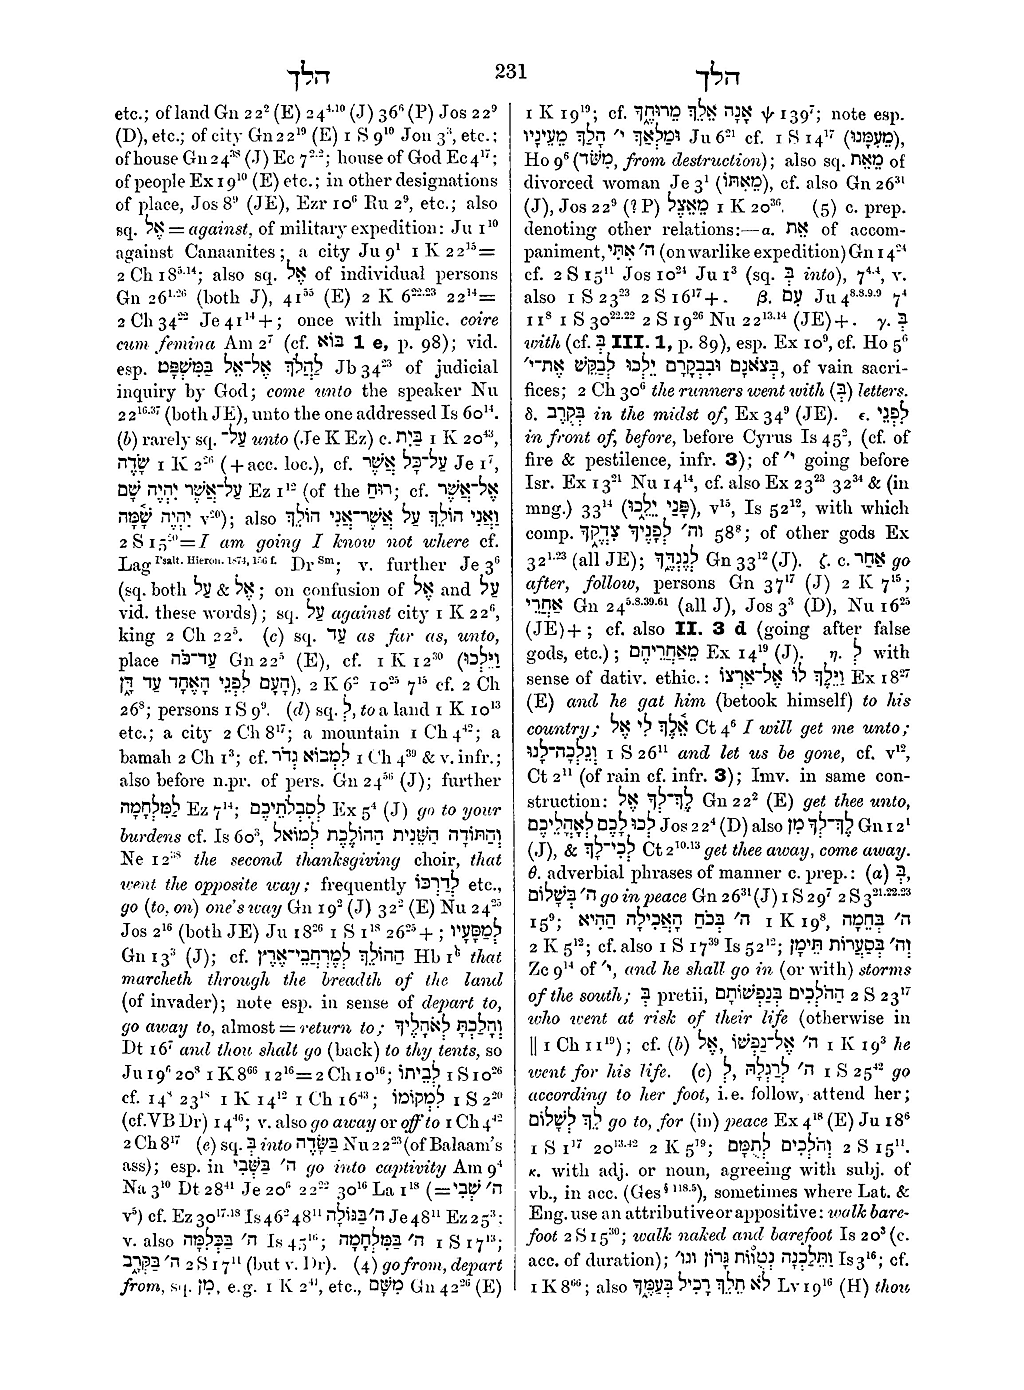 הלך 231 הלך
etc.; of land Gn 22² (E) 24⁴·¹⁰ (J) 36⁶ (P) Jos 22⁹
(D), etc.; of city Gn 22¹⁹ (E) 1 S 9¹⁰ Jon 3³, etc.:
of house Gn 24³⁸ (J) Ec 7²·²; house of God Ec 4¹⁷;
of people Ex 19¹⁰ (E) etc.; in other designations
of place, Jos 8⁹ (JE), Ezr 10⁶ Ru 2⁹, etc.; also
sq. אֶל = against, of military expedition: Ju 1¹⁰
against Canaanites; a city Ju 9¹ 1 K 22¹⁵=
2 Ch 18⁵·¹⁴; also sq. אֶל of individual persons
Gn 26¹·²⁶ (both J), 41⁵⁵ (E) 2 K 6²²·²³ 22¹⁴=
2 Ch 34²² Je 41¹⁴+; once with implic. coire
cum femina Am 2⁷ (cf. בּוֹא 1 e, p. 98); vid.
esp. לַהֲלֹךְ אֶל־אֵל בַּמִּשְׁפָּט Jb 34²³ of judicial
inquiry by God; come unto the speaker Nu
22¹⁶·³⁷ (both JE), unto the one addressed Is 60¹⁴.
(b) rarely sq. עַל־ unto (Je K Ez) c. בַּיִת 1 K 20⁴³,
שָׂדֶה 1 K 2²⁶ (+acc. loc.), cf. עַל־כָּל אֲשֶׁר Je 1⁷,
עַל־אֲשֶׁר יִהְיֶה שָׁם Ez 1¹² (of the רוּחַ; cf. אֶל־אֲשֶׁר
יִהְיֶה שָׁמָּה v²⁰); also וַאֲנִי הוֹלֵךְ עַל אֲשֶׁר־אֲנִי הוֹלֵךְ
2 S 15²⁰=I am going I know not where cf.
Lag Psalt. Hieron. 1874, 156 f. Dr Sm; v. further Je 3⁶
(sq. both עַל & אֶל; on confusion of אֶל and עַל
vid. these words); sq. עַל against city 1 K 22⁶,
king 2 Ch 22⁵. (c) sq. עַד as far as, unto,
place עַד־כֹּה Gn 22⁵ (E), cf. 1 K 12³⁰ (וַיֵּלְכוּ
הָעָם לִפְנֵי הָאֶחָד עַד דָּן), 2 K 6² 10²⁵ 7¹⁵ cf. 2 Ch
26⁸; persons 1 S 9⁹. (d) sq. לְ, to a land 1 K 10¹³
etc.; a city 2 Ch 8¹⁷; a mountain 1 Ch 4⁴²; a
bamah 2 Ch 1³; cf. לִמְבוֹא גְדֹר 1 Ch 4³⁹ & v. infr.;
also before n.pr. of pers. Gn 24⁵⁶ (J); further
לַמִּלְחָמָה Ez 7¹⁴; לְסִבְלֹתֵיכֶם Ex 5⁴ (J) go to your
burdens cf. Is 60³, וְהַתּוֹדָה הַשֵּׁנִית הַהוֹלֶכֶת לְמוֹאל
Ne 12³⁸ the second thanksgiving choir, that
went the opposite way; frequently לְדַרְכּוֹ etc.,
go (to, on) one's way Gn 19² (J) 32² (E) Nu 24²⁵
Jos 2¹⁶ (both JE) Ju 18²⁶ 1 S 1¹⁸ 26²⁵+; לְמַסָּעָיו
Gn 13³ (J); cf. הַהוֹלֵךְ לְמֶרְחֲבֵי־אֶרֶץ Hb 1⁶ that
marcheth through the breadth of the land
(of invader); note esp. in sense of depart to,
go away to, almost = return to; וְהָלַכְתָּ לְאֹהָלֶיךָ
Dt 16⁷ and thou shalt go (back) to thy tents, so
Ju 19⁶ 20⁸ 1 K 8⁶⁶ 12¹⁶=2 Ch 10¹⁶; לְבֵיתוֹ 1 S 10²⁶
cf. 14⁸ 23¹⁸ 1 K 14¹² 1 Ch 16⁴³; לִמְקוֹמוֹ 1 S 2²⁰
(cf. VB Dr) 14⁴⁶; v. also go away or off to 1 Ch 4⁴²
2 Ch 8¹⁷ (e) sq. בְּ into בַּשָּׂדֶה Nu 22²³ (of Balaam's
ass); esp. in ה׳ בַּשְּׁבִי go into captivity Am 9⁴
Na 3¹⁰ Dt 28⁴¹ Je 20⁶ 22²² 30¹⁶ La 1¹⁸ (=ה׳ שְׁבִי
v⁵) cf. Ez 30¹⁷·¹⁸ Is 46² 48¹¹ ה׳ בַּגּוֹלָה Je 48¹¹ Ez 25³:
v. also ה׳ בַּכְּלִמָּה Is 45¹⁶; ה׳ בַּמִּלְחָמָה 1 S 17¹³;
ה׳ בַּקְּרָב 2 S 17¹¹ (but v. Dr). (4) go from, depart
from, sq. מִן, e.g. 1 K 2⁴¹, etc., מִשָּׁם Gn 42²⁶ (E)
1 K 19¹⁹; cf. אָנָה אֵלֵךְ מֵרוּחֶךָ ψ 139⁷; note esp.
וּמַלְאַךְ י׳ הָלַךְ מֵעֵינָיו Ju 6²¹ cf. 1 S 14¹⁷ (מֵעִמָּנוּ),
Ho 9⁶ (מִשֹּׁד, from destruction); also sq. מֵאֵת of
divorced woman Je 3¹ (מֵאִתּוֹ), cf. also Gn 26³¹
(J), Jos 22⁹ (? P) מֵאֵצֶל 1 K 20³⁶. (5) c. prep.
denoting other relations:—a. אֵת of accom-
paniment, ה׳ אִתִּי (on warlike expedition) Gn 14²⁴
cf. 2 S 15¹¹ Jos 10²⁴ Ju 1³ (sq. בְּ into), 7⁴·⁴, v.
also 1 S 23²³ 2 S 16¹⁷+. β. עִם Ju 4⁸·⁸·⁹·⁹ 7⁴
11⁸ 1 S 30²²·²² 2 S 19²⁶ Nu 22¹³·¹⁴ (JE)+. γ. בְּ
with (cf. בְּ III. 1, p. 89), esp. Ex 10⁹, cf. Ho 5⁶
בְּצֹאנָם וּבִבְקָרָם יֵלְכוּ לְבַקֵּשׁ אֶת־י׳, of vain sacri-
fices; 2 Ch 30⁶ the runners went with (בְּ) letters.
δ. בְּקֶרֶב in the midst of, Ex 34⁹ (JE). ϵ. לִפְנֵי
in front of, before, before Cyrus Is 45², (cf. of
fire & pestilence, infr. 3); of י׳ going before
Isr. Ex 13²¹ Nu 14¹⁴, cf. also Ex 23²³ 32³⁴ & (in
mng.) 33¹⁴ (פָּנַי יֵלֵכוּ), v¹⁵, Is 52¹², with which
comp. וה׳ לְפָנֶיךָ צִדְקֶךָ 58⁸; of other gods Ex
32¹·²³ (all JE); לְנֶגְדֶּךָ Gn 33¹² (J). ζ. c. אַחַר go
after, follow, persons Gn 37¹⁷ (J) 2 K 7¹⁵;
אַחֲרֵי Gn 24⁵·⁸·³⁹·⁶¹ (all J), Jos 3³ (D), Nu 16²⁵
(JE)+; cf. also II. 3 d (going after false
gods, etc.); מֵאַחֲרֵיהֶם Ex 14¹⁹ (J). η. לְ with
sense of dativ. ethic.: וַיֵּלֶךְ לוֹ אֶל־אַרְצוֹ Ex 18²⁷
(E) and he gat him (betook himself) to his
country; אֵלֶךְ לִי אֶל Ct 4⁶ I will get me unto;
וְנֵלְכָה־לָּנוּ 1 S 26¹¹ and let us be gone, cf. v¹²,
Ct 2¹¹ (of rain cf. infr. 3); Imv. in same con-
struction: לֶךְ־לְךָ אֶל Gn 22² (E) get thee unto,
לְכוּ לָכֶם לְאָהֳלֵיכֶם Jos 22⁴ (D) also לֶךְ־לְךָ מִן Gn 12¹
(J), & לְכִי־לָךְ Ct 2¹⁰·¹³ get thee away, come away.
θ. adverbial phrases of manner c. prep.: (a) בְּ,
ה׳ בְּשָׁלוֹם go in peace Gn 26³¹ (J) 1 S 29⁷ 2 S 3²¹·²²·²³
15⁹; ה׳ בְּכֹחַ הָאֲכִילָה הַהִיא 1 K 19⁸, ה׳ בְּחֵמָה
2 K 5¹²; cf. also 1 S 17³⁹ Is 52¹²; וְה׳ בְּסַעֲרוֹת תֵּימָן
Zc 9¹⁴ of י׳, and he shall go in (or with) storms
of the south; בְּ pretii, הַהֹלְכִים בְּנַפְשׁוֹתָם 2 S 23¹⁷
who went at risk of their life (otherwise in
‖ 1 Ch 11¹⁹); cf. (b) אֶל, ה׳ אֶל־נַפְשׁוֹ 1 K 19³ he
went for his life. (c) לְ, ה׳ לְרַגְלָהּ 1 S 25⁴² go
according to her foot, i.e. follow, attend her;
לֵךְ לְשָׁלוֹם go to, for (in) peace Ex 4¹⁸ (E) Ju 18⁶
1 S 1¹⁷ 20¹³·⁴² 2 K 5¹⁹; וְהֹלְכִים לְתֻמָּם 2 S 15¹¹.
κ. with adj. or noun, agreeing with subj. of
vb., in acc. (Ges § 118.5), sometimes where Lat. &
Eng. use an attributive or appositive: walk bare-
foot 2 S 15³⁰; walk naked and barefoot Is 20³ (c.
acc. of duration); וַתֵּלַכְנָה נְטֻוֹות גָּרוֹן וגו׳ Is 3¹⁶; cf.
1 K 8⁶⁶; also לֹא תֵלֵךְ רָכִיל בְּעַמֶּךָ Lv 19¹⁶ (H) thou